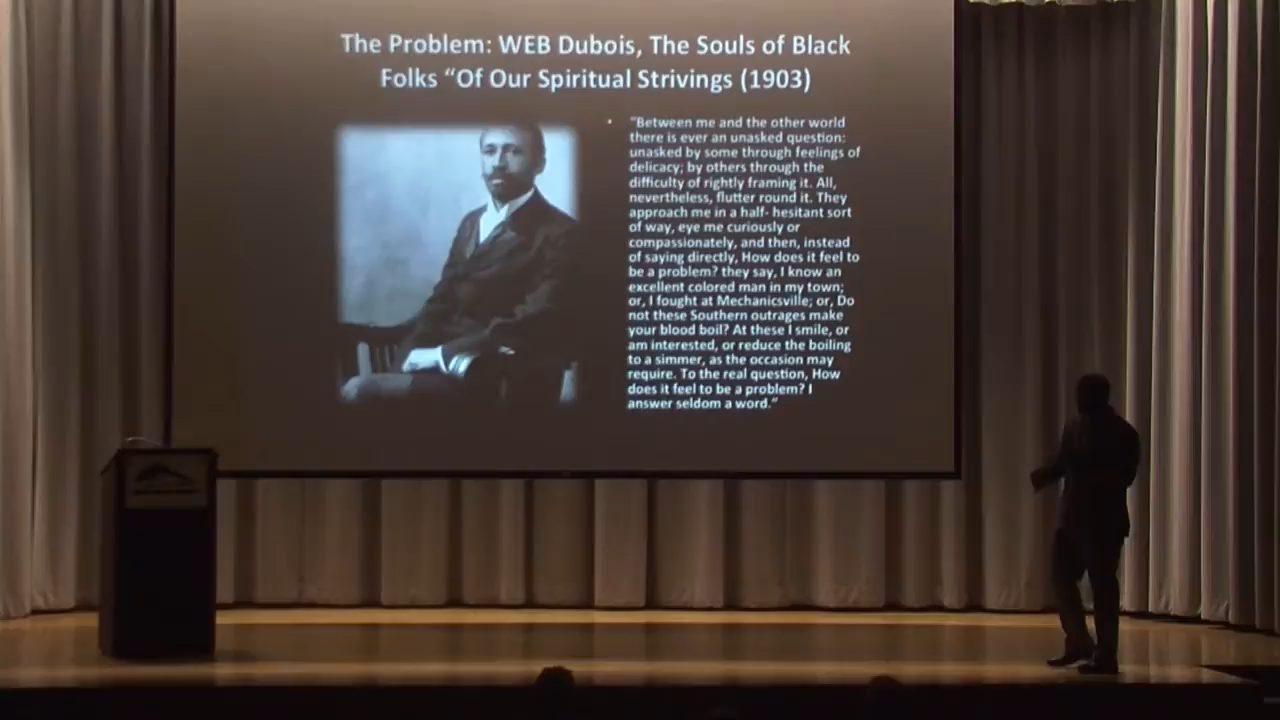 The Problem: WEB Dubois, The Souls of Black
Folks “Of Our Spiritual Strivings (1903)
• "Between me and the other world
there is ever an unasked question:
unasked by some through feelings of
delicacy; by others through the
difficulty of rightly framing it. All,
nevertheless, flutter round it. They
approach me in a half- hesitant sort
of way, eye me curiously or
compassionately, and then, instead
of saying directly, How does it feel to
be a problem? they say, I know an
excellent colored man in my town;
or, I fought at Mechanicsville; or, Do
not these Southern outrages make
your blood boil? At these I smile, or
am interested, or reduce the boiling
to a simmer, as the occasion may
require. To the real question, How
does it feel to be a problem? I
answer seldom a word.”